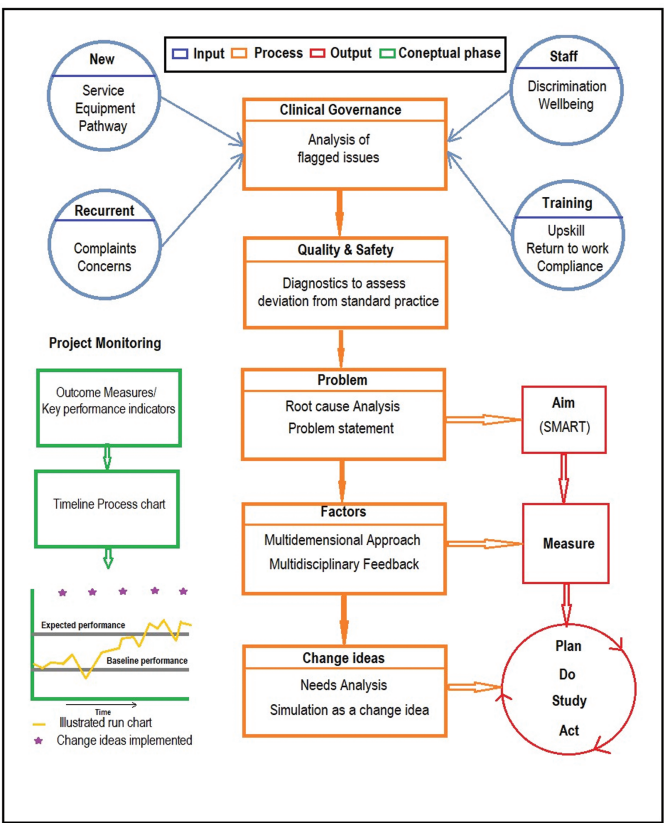 Input Process Output Coneptual phase
New
Service
Equipment
Pathway
Staff
Discrimination
Wellbeing
Clinical Governance
Analysis of
flagged issues
Recurrent
Complaints
Concerns
Training
Upskill
Return to work
Compliance
Quality & Safety
Diagnostics to assess
deviation from standard practice
Project Monitoring
Outcome Measures/
Key performance indicators
Timeline Process chart
Problem
Root cause Analysis
Problem statement
Aim
(SMART)
Factors
Multidemensional Approach
Multidisciplinary Feedback
Measure
Expected performance
Baseline performance
Time
Illustrated run chart
Change ideas implemented
Change ideas
Needs Analysis
Simulation as a change idea
Plan
Do
Study
Act